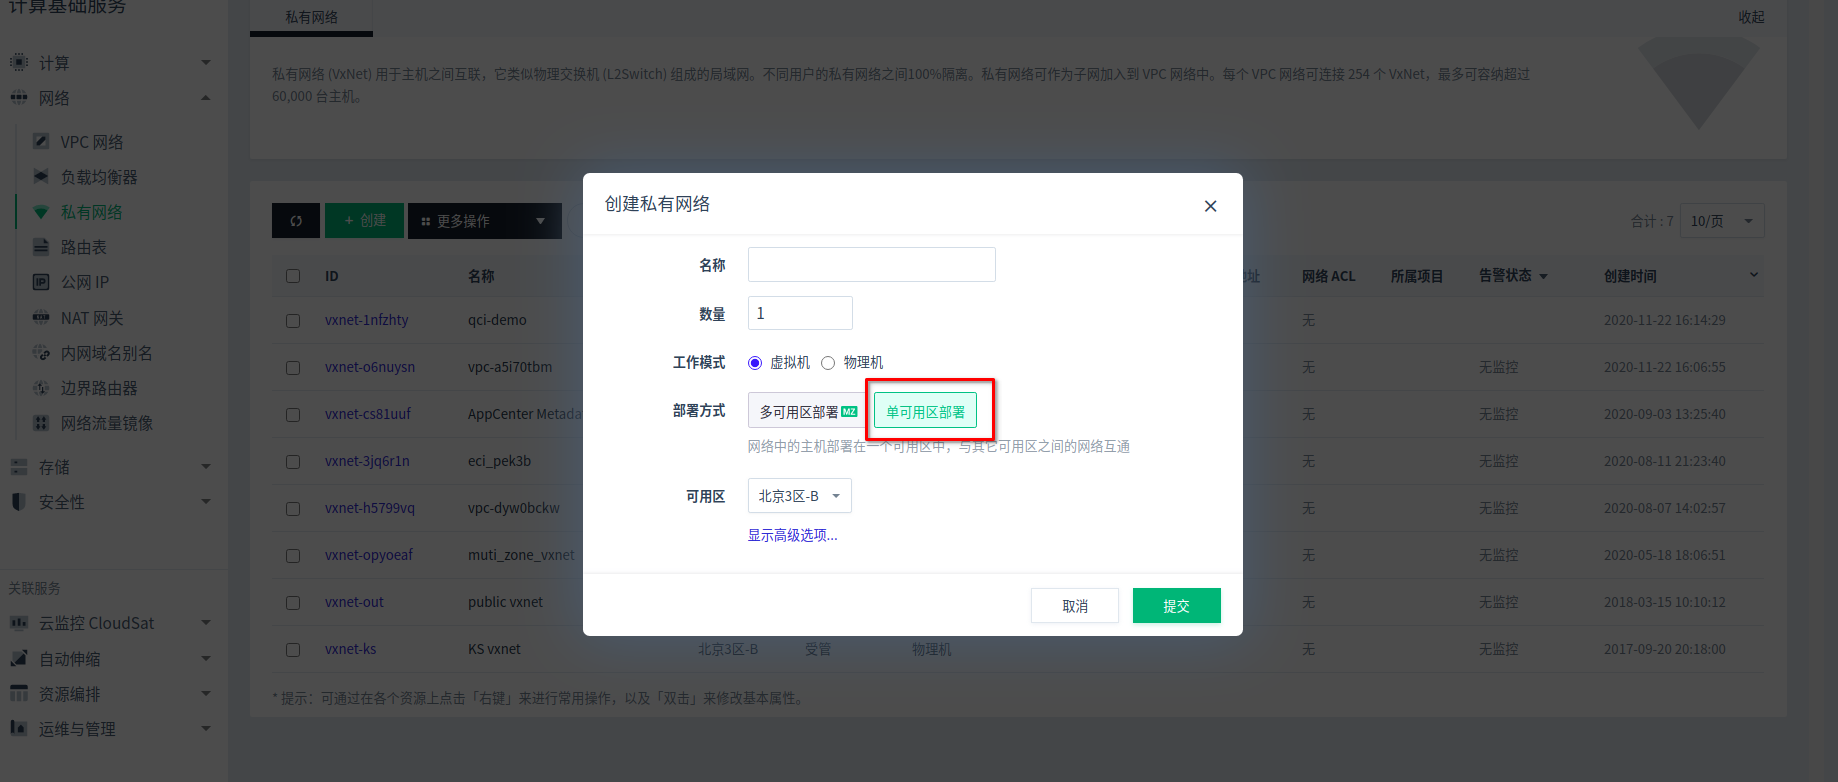 计算基础服务
私有网络
收起
计算
网络
VPC 网络
负载均衡器
私有网络
路由表
公网 IP
NAT 网关
内网域名别名
边界路由器
网络流量镜像
存储
安全性
关联服务
云监控 CloudSat
自动伸缩
资源编排
运维与管理
私有网络 (VxNet) 用于主机之间互联，它类似物理交换机 (L2Switch) 组成的局域网。不同用户的私有网络之间100%隔离。私有网络可作为子网加入到 VPC 网络中。每个 VPC 网络可连接 254 个 VxNet，最多可容纳超过
60,000 台主机。
+ 创建
更多操作
合计 : 7
10/页
ID 名称 址 网络 ACL 所属项目 告警状态 创建时间
vxnet-1nfzhty qci-demo 无 2020-11-22 16:14:29
vxnet-o6nuysn vpc-a5i70tbm 无 无监控 2020-11-22 16:06:55
vxnet-cs81uuf AppCenter Metada 无 无监控 2020-09-03 13:25:40
vxnet-3jq6r1n eci_pek3b 无 无监控 2020-08-11 21:23:40
vxnet-h5799vq vpc-dyw0bckw 无 无监控 2020-08-07 14:02:57
vxnet-opyoeaf muti_zone_vxnet 无 无监控 2020-05-18 18:06:51
vxnet-out public vxnet 无 无监控 2018-03-15 10:10:12
vxnet-ks KS vxnet 北京3区-B 受管 物理机 无 无监控 2017-09-20 20:18:00
* 提示：可通过在各个资源上点击「右键」来进行常用操作，以及「双击」来修改基本属性。
创建私有网络
名称
数量 1
工作模式 虚拟机 物理机
部署方式 多可用区部署 MZ 单可用区部署
网络中的主机部署在一个可用区中，与其它可用区之间的网络互通
可用区 北京3区-B
显示高级选项...
取消 提交